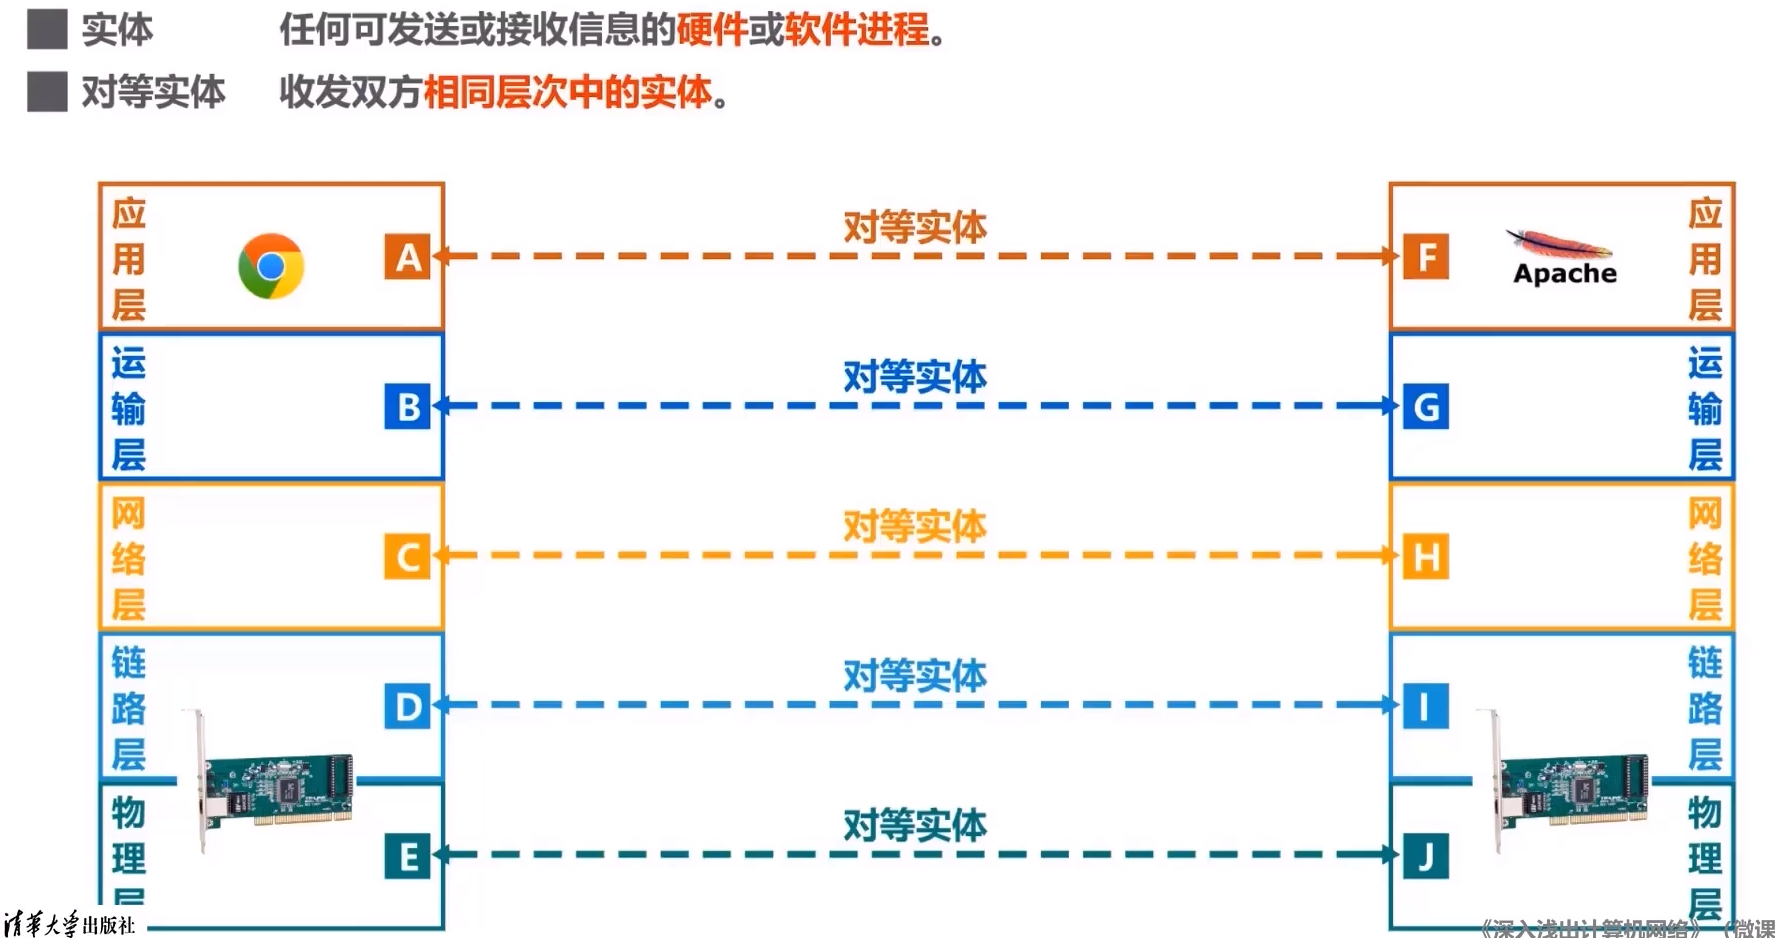 实体 任何可发送或接收信息的硬件或软件进程。
对等实体 收发双方相同层次中的实体。
应用层 A 对等实体 F Apache 应用层
运输层 B 对等实体 G 运输层
网络层 C 对等实体 H 网络层
链路层 D 对等实体 I 链路层
物理层 E 对等实体 J 物理层
清华大学出版社
《深入浅出计算机网络》（微课